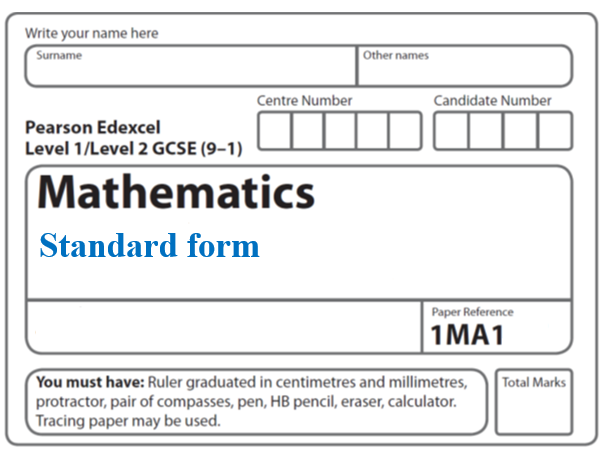 Write your name here
Surname
Other names
Centre Number
Candidate Number
Pearson Edexcel
Level 1/Level 2 GCSE (9–1)
Mathematics
Standard form
Paper Reference
1MA1
You must have: Ruler graduated in centimetres and millimetres,
protractor, pair of compasses, pen, HB pencil, eraser, calculator.
Tracing paper may be used.
Total Marks